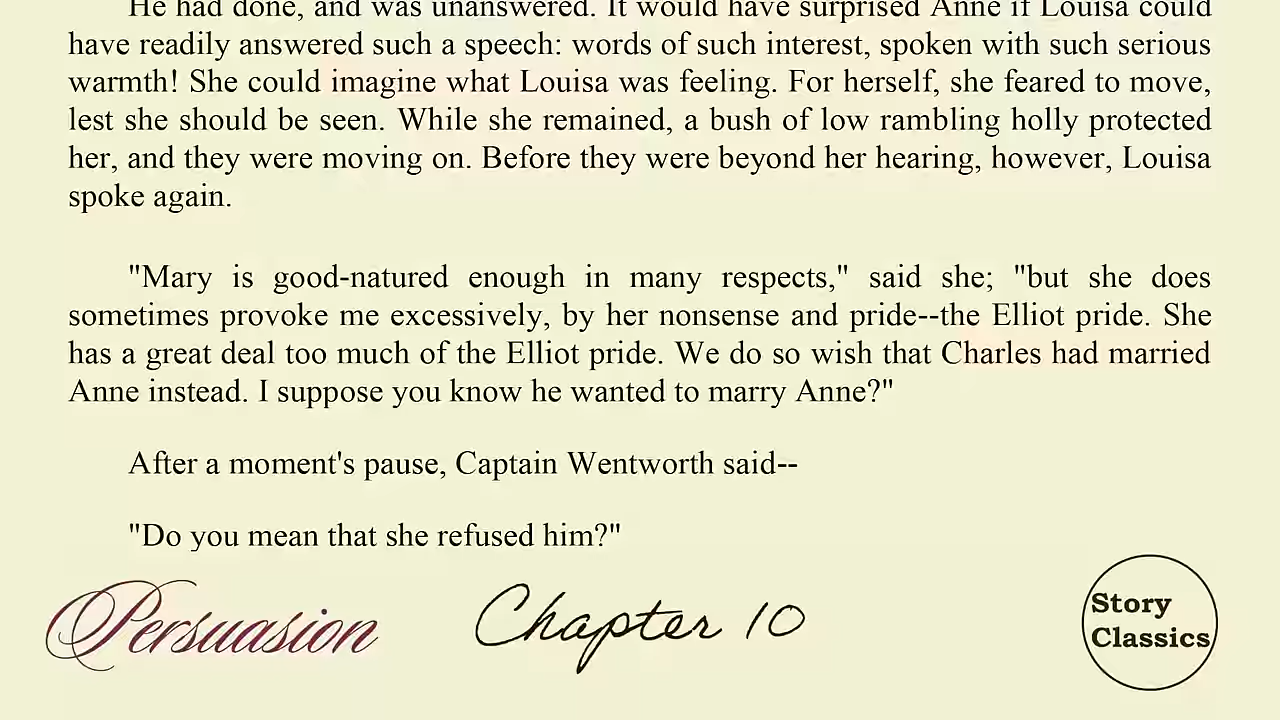 He had done, and was unanswered. It would have surprised Anne if Louisa could
have readily answered such a speech: words of such interest, spoken with such serious
warmth! She could imagine what Louisa was feeling. For herself, she feared to move,
lest she should be seen. While she remained, a bush of low rambling holly protected
her, and they were moving on. Before they were beyond her hearing, however, Louisa
spoke again.
"Mary is good-natured enough in many respects," said she; "but she does
sometimes provoke me excessively, by her nonsense and pride--the Elliot pride. She
has a great deal too much of the Elliot pride. We do so wish that Charles had married
Anne instead. I suppose you know he wanted to marry Anne?"
After a moment's pause, Captain Wentworth said--
"Do you mean that she refused him?"
Persuasion
Chapter 10
Story
Classics